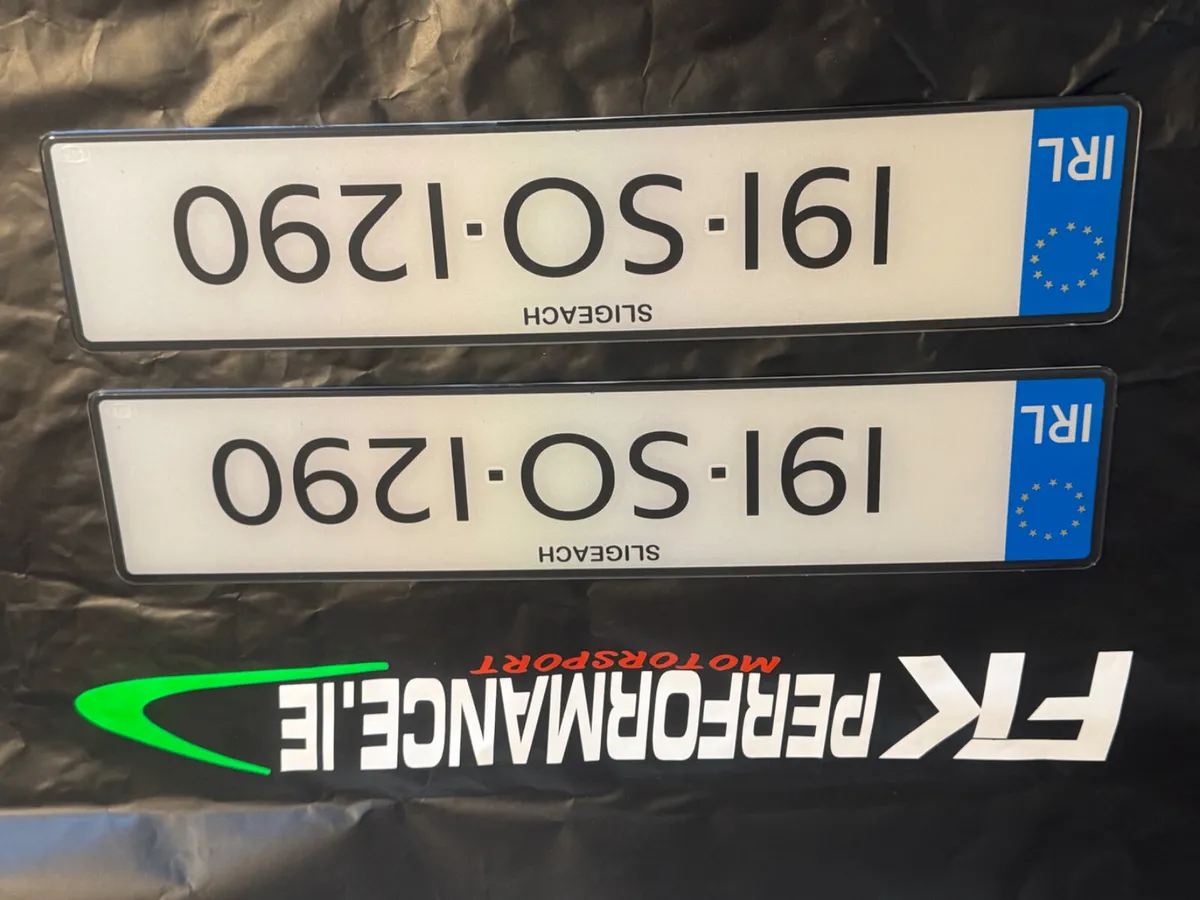 FK PERFORMANCE.IE
MOTORSPORT
SLIGEACH
IRL 191·SO·1290
SLIGEACH
IRL 191·SO·1290